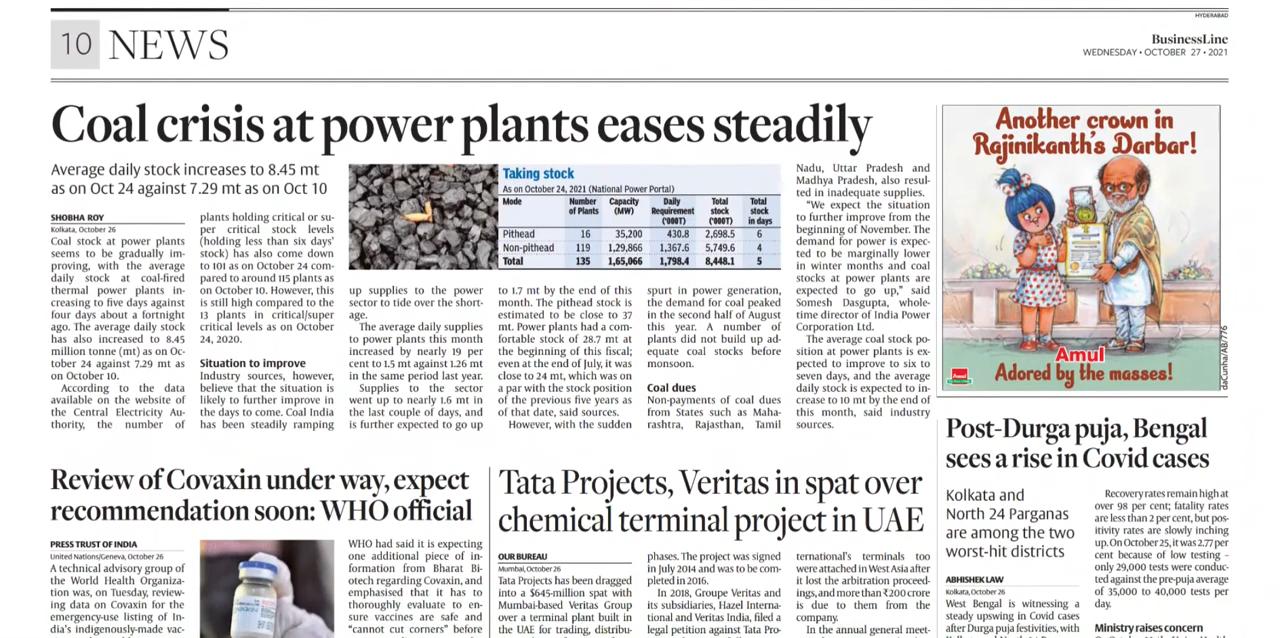 HYDERABAD
10 NEWS
BusinessLine
WEDNESDAY • OCTOBER 27 • 2021
Coal crisis at power plants eases steadily
Average daily stock increases to 8.45 mt
as on Oct 24 against 7.29 mt as on Oct 10
SHOBHA ROY
Kolkata, October 26
Coal stock at power plants
seems to be gradually im-
proving, with the average
daily stock at coal-fired
thermal power plants in-
creasing to five days against
four days about a fortnight
ago. The average daily stock
has also increased to 8.45
million tonne (mt) as on Oc-
tober 24 against 7.29 mt as
on October 10.
According to the data
available on the website of
the Central Electricity Au-
thority, the number of
plants holding critical or su-
per critical stock levels
(holding less than six days'
stock) has also come down
to 101 as on October 24 com-
pared to around 115 plants as
on October 10. However, this
is still high compared to the
13 plants in critical/super
critical levels as on October
24, 2020.
Situation to improve
Industry sources, however,
believe that the situation is
likely to further improve in
the days to come. Coal India
has been steadily ramping
Taking stock
As on October 24, 2021 (National Power Portal)
Mode Number of Plants Capacity (MW) Daily Requirement ('000T) Total stock ('000T) Total stock in days
Pithead 16 35,200 430.8 2,698.5 6
Non-pithead 119 1,29,866 1,367.6 5,749.6 4
Total 135 1,65,066 1,798.4 8,448.1 5
up supplies to the power
sector to tide over the short-
age.
The average daily supplies
to power plants this month
increased by nearly 19 per
cent to 1.5 mt against 1.26 mt
in the same period last year.
Supplies to the sector
went up to nearly 1.6 mt in
the last couple of days, and
is further expected to go up
to 1.7 mt by the end of this
month. The pithead stock is
estimated to be close to 37
mt. Power plants had a com-
fortable stock of 28.7 mt at
the beginning of this fiscal;
even at the end of July, it was
close to 24 mt, which was on
a par with the stock position
of the previous five years as
of that date, said sources.
However, with the sudden
spurt in power generation,
the demand for coal peaked
in the second half of August
this year. A number of
plants did not build up ad-
equate coal stocks before
monsoon.
Coal dues
Non-payments of coal dues
from States such as Maha-
rashtra, Rajasthan, Tamil
Nadu, Uttar Pradesh and
Madhya Pradesh, also resul-
ted in inadequate supplies.
"We expect the situation
to further improve from the
beginning of November. The
demand for power is expec-
ted to be marginally lower
in winter months and coal
stocks at power plants are
expected to go up," said
Somesh Dasgupta, whole-
time director of India Power
Corporation Ltd.
The average coal stock po-
sition at power plants is ex-
pected to improve to six to
seven days, and the average
daily stock is expected to in-
crease to 10 mt by the end of
this month, said industry
sources.
Another crown in
Rajinikanth's Darbar!
Amul
Adored by the masses!
daCunha/AB/776
Review of Covaxin under way, expect
recommendation soon: WHO official
PRESS TRUST OF INDIA
United Nations/Geneva, October 26
A technical advisory group of
the World Health Organiza-
tion was, on Tuesday, review-
ing data on Covaxin for the
emergency-use listing of In-
dia's indigenously-made vac-
WHO had said it is expecting
one additional piece of in-
formation from Bharat Bi-
otech regarding Covaxin, and
emphasised that it has to
thoroughly evaluate to en-
sure vaccines are safe and
"cannot cut corners" before
Tata Projects, Veritas in spat over
chemical terminal project in UAE
OUR BUREAU
Mumbai, October 26
Tata Projects has been dragged
into a $645-million spat with
Mumbai-based Veritas Group
over a terminal plant built in
the UAE for trading, distribu-
phases. The project was signed
in July 2014 and was to be com-
pleted in 2016.
In 2018, Groupe Veritas and
its subsidiaries, Hazel Interna-
tional and Veritas India, filed a
legal petition against Tata Pro-
ternational's terminals too
were attached in West Asia after
it lost the arbitration proceed-
ings, and more than ₹200 crore
is due to them from the
company.
In the annual general meet-
Post-Durga puja, Bengal
sees a rise in Covid cases
Kolkata and
North 24 Parganas
are among the two
worst-hit districts
ABHISHEK LAW
Kolkata, October 26
West Bengal is witnessing a
steady upswing in Covid cases
after Durga puja festivities, with
Recovery rates remain high at
over 98 per cent; fatality rates
are less than 2 per cent, but pos-
itivity rates are slowly inching
up. On October 25, it was 2.77 per
cent because of low testing –
only 29,000 tests were conduc-
ted against the pre-puja average
of 35,000 to 40,000 tests per
day.
Ministry raises concern